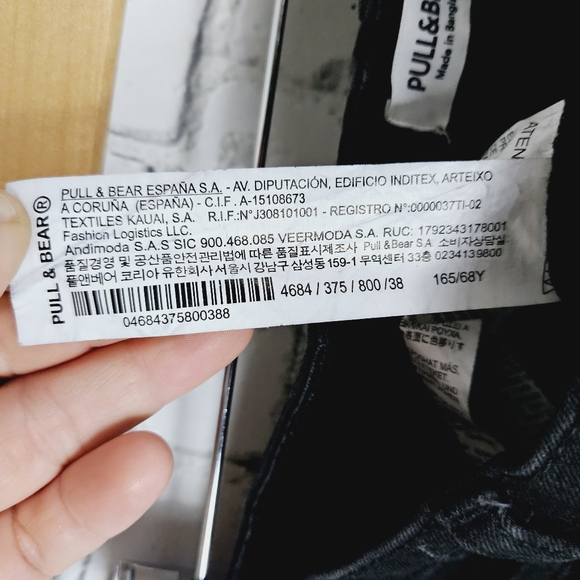 PULL&B
Made in Bangl
ATEN
PULL & BEAR®
PULL & BEAR ESPAÑA S.A. - AV. DIPUTACIÓN, EDIFICIO INDITEX, ARTEIXO
A CORUÑA (ESPAÑA) - C.I.F. A-15108673
TEXTILES KAUAI, S.A. R.I.F.:N°J308101001 - REGISTRO N°:0000037TI-02
Fashion Logistics LLC.
Andimoda S.A.S SIC 900.468.085 VEERMODA S.A. RUC: 1792343178001
품질경영 및 공산품안전관리법에 따른 품질표시제조사 Pull &Bear S.A 소비자상담실:
풀앤베어 코리아 유한회사 서울시 강남구 삼성동 159-1 무역센터 33층 0234139800
4684 / 375 / 800 /38 165/68Y
04684375800388